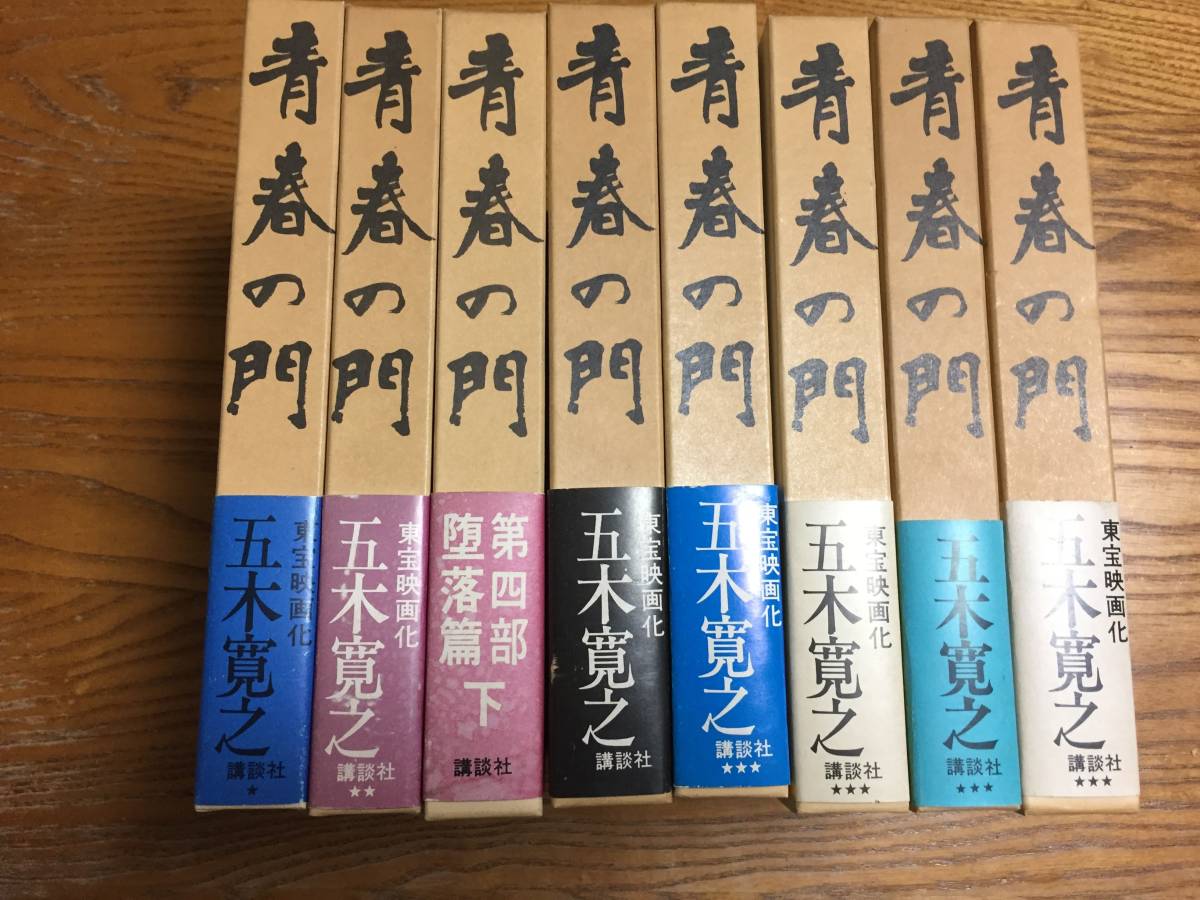 青春の門
東宝映画化
五木寛之
講談社
★
青春の門
東宝映画化
五木寛之
講談社
★★
青春の門
第四部
堕落篇 下
講談社
青春の門
東宝映画化
五木寛之
講談社
青春の門
東宝映画化
五木寛之
講談社
★★★
青春の門
東宝映画化
五木寛之
講談社
★★★
青春の門
五木寛之
講談社
★★★
青春の門
東宝映画化
五木寛之
講談社
★★★